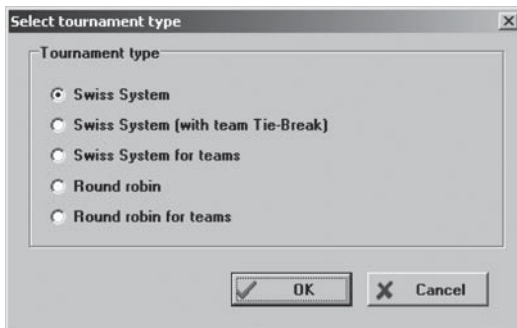 Select tournament type
Tournament type
Swiss System
Swiss System (with team Tie-Break)
Swiss System for teams
Round robin
Round robin for teams
OK
Cancel